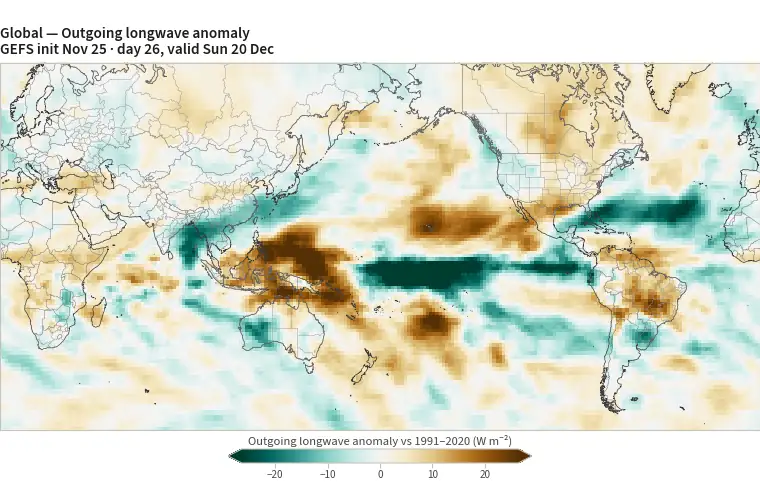 Global — Outgoing longwave anomaly
GEFS init Nov 25 · day 26, valid Sun 20 Dec
Outgoing longwave anomaly vs 1991–2020 (W m⁻²)
−20 −10 0 10 20